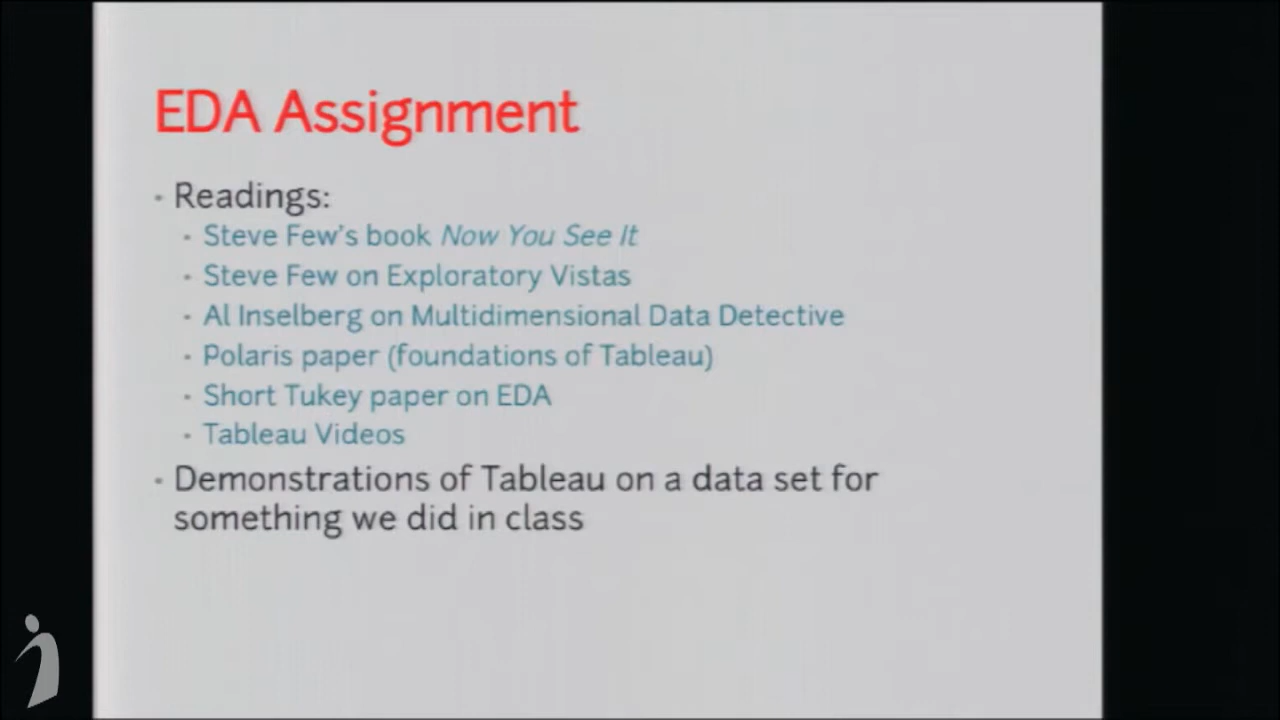 EDA Assignment
· Readings:
· Steve Few's book Now You See It
· Steve Few on Exploratory Vistas
· Al Inselberg on Multidimensional Data Detective
· Polaris paper (foundations of Tableau)
· Short Tukey paper on EDA
· Tableau Videos
· Demonstrations of Tableau on a data set for
something we did in class